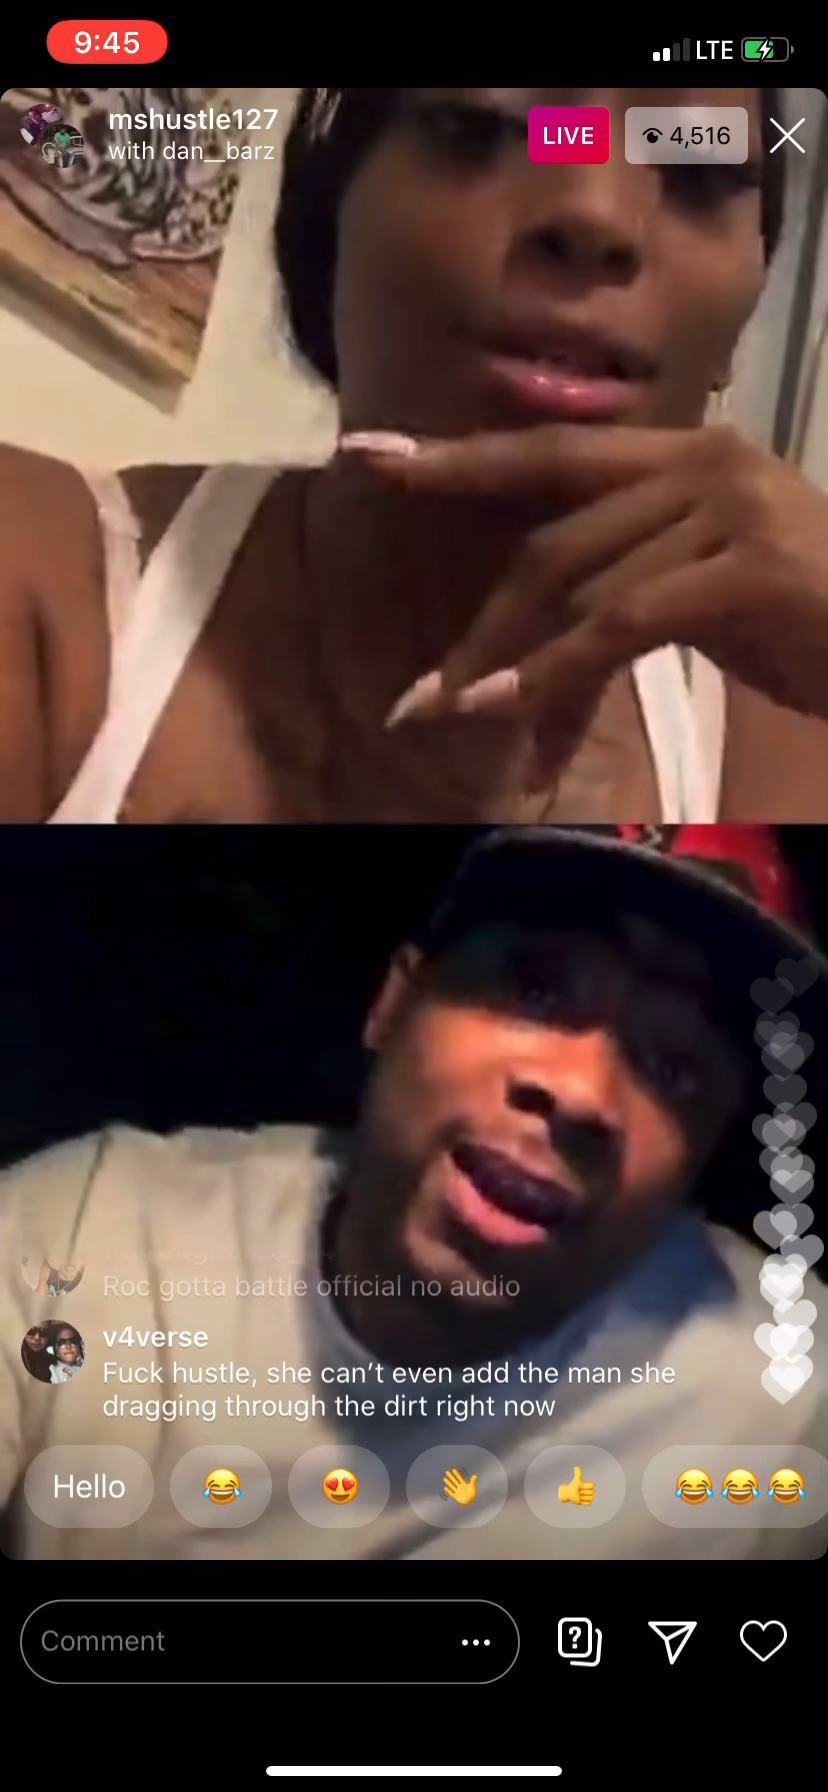 9:45
LTE
mshustle127
with dan__barz
LIVE
4,516
Roc gotta battle official no audio
v4verse
Fuck hustle, she can’t even add the man she
dragging through the dirt right now
Hello
Comment